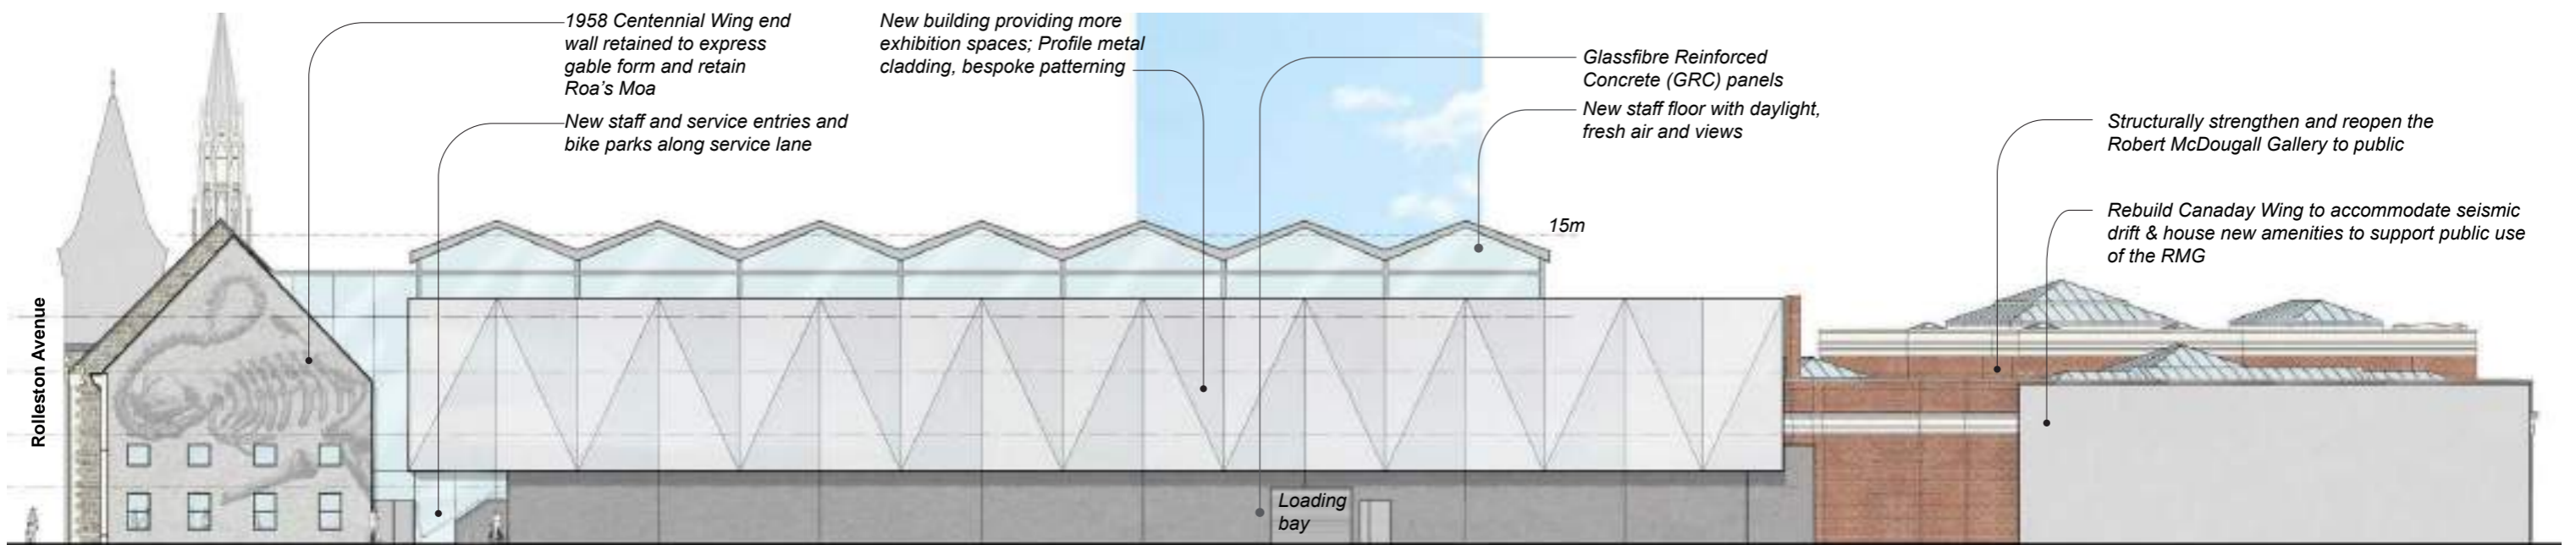 1958 Centennial Wing end
wall retained to express
gable form and retain
Roa's Moa
New staff and service entries and
bike parks along service lane
New building providing more
exhibition spaces; Profile metal
cladding, bespoke patterning
Glassfibre Reinforced
Concrete (GRC) panels
New staff floor with daylight,
fresh air and views
15m
Structurally strengthen and reopen the
Robert McDougall Gallery to public
Rebuild Canaday Wing to accommodate seismic
drift & house new amenities to support public use
of the RMG
Rolleston Avenue
Loading
bay